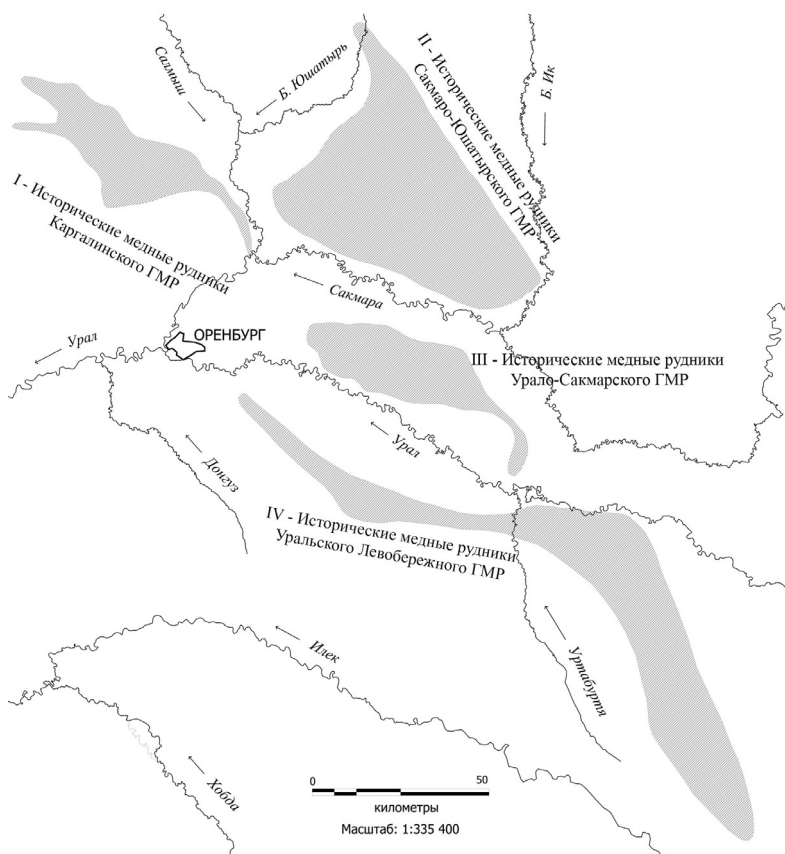 Салмыш
Б. Юшатырь
II - Исторические медные рудники
Сакмаро-Юшатырского ГМР
Б. Ик
I - Исторические медные рудники
Каргалинского ГМР
Сакмара
Урал
ОРЕНБУРГ
III - Исторические медные рудники
Урало-Сакмарского ГМР
Урал
Донгуз
IV - Исторические медные рудники
Уральского Левобережного ГМР
Илек
Уртабуртя
Хобда
0 50
километры
Масштаб: 1:335 400